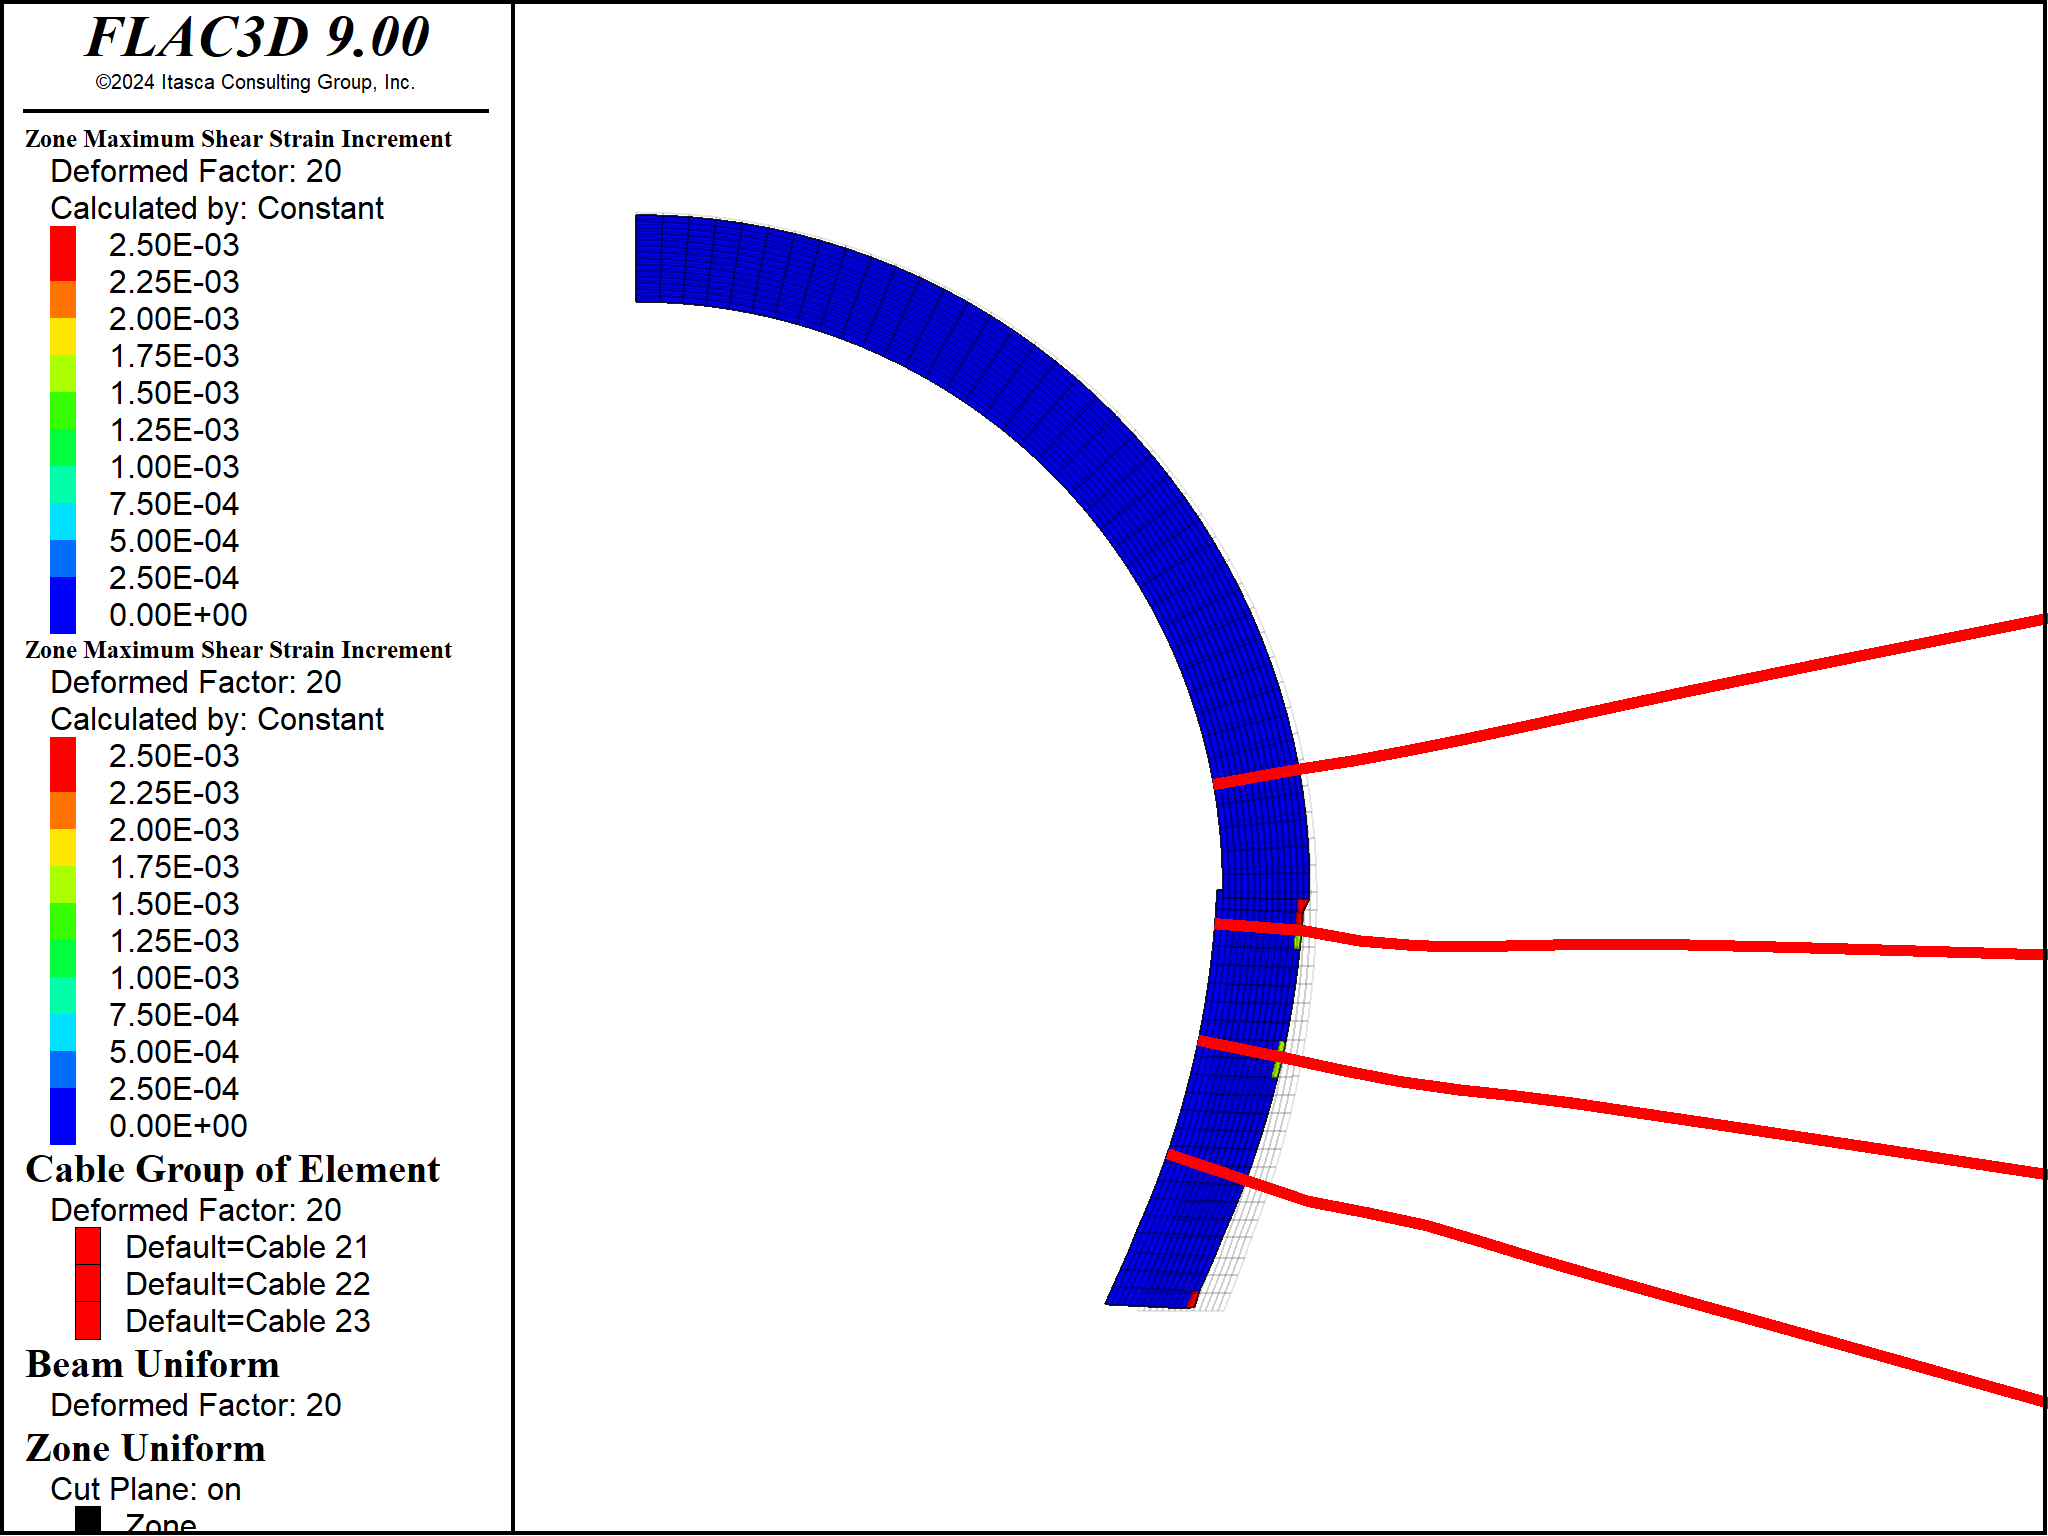 FLAC3D 9.00
©2024 Itasca Consulting Group, Inc.
Zone Maximum Shear Strain Increment
Deformed Factor: 20
Calculated by: Constant
2.50E-03
2.25E-03
2.00E-03
1.75E-03
1.50E-03
1.25E-03
1.00E-03
7.50E-04
5.00E-04
2.50E-04
0.00E+00
Zone Maximum Shear Strain Increment
Deformed Factor: 20
Calculated by: Constant
2.50E-03
2.25E-03
2.00E-03
1.75E-03
1.50E-03
1.25E-03
1.00E-03
7.50E-04
5.00E-04
2.50E-04
0.00E+00
Cable Group of Element
Deformed Factor: 20
Default=Cable 21
Default=Cable 22
Default=Cable 23
Beam Uniform
Deformed Factor: 20
Zone Uniform
Cut Plane: on
Zone